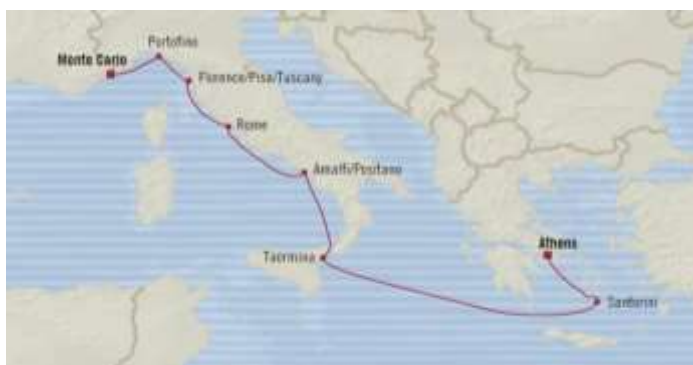 Portofino
Monte Carlo
Florence/Pisa/Tuscany
Rome
Amalfi/Positano
Taormina
Athens
Santorini